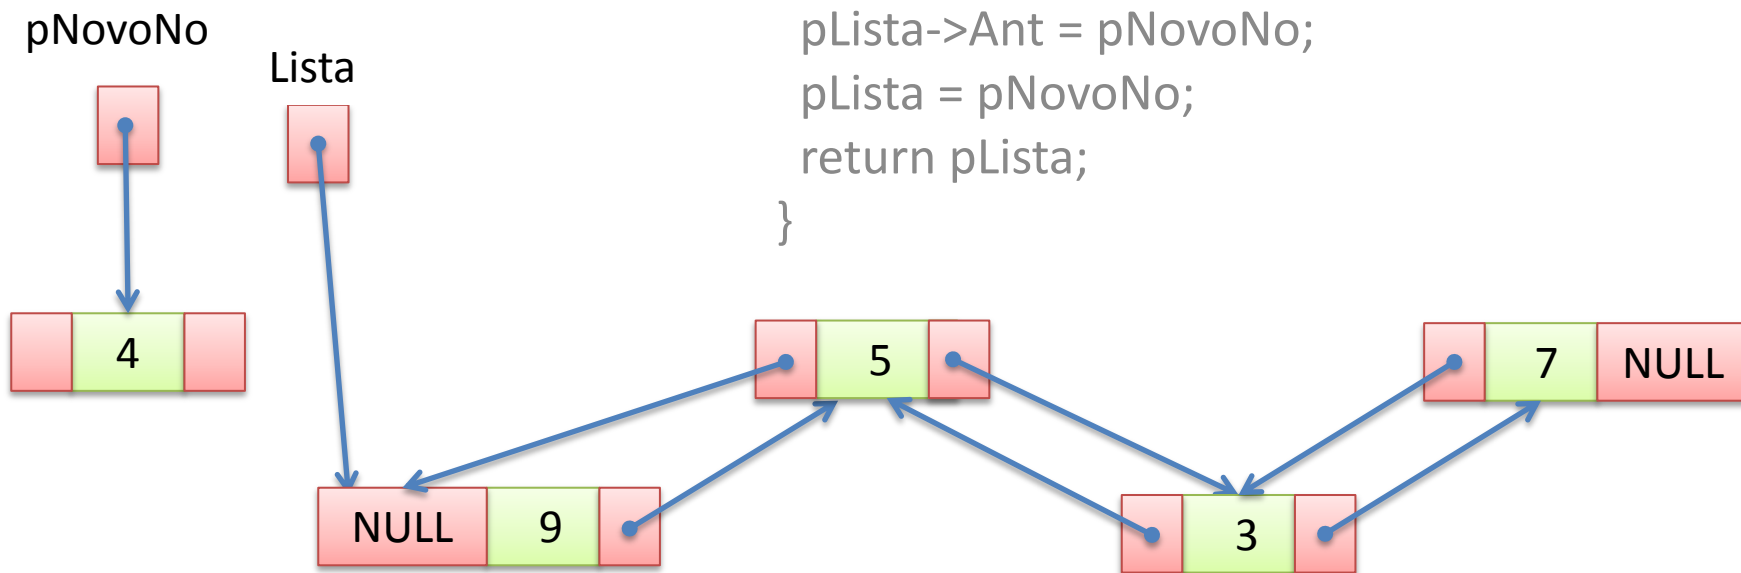 pNovoNo
Lista
pLista->Ant = pNovoNo;
pLista = pNovoNo;
return pLista;
}
4
5
7 NULL
NULL 9
3